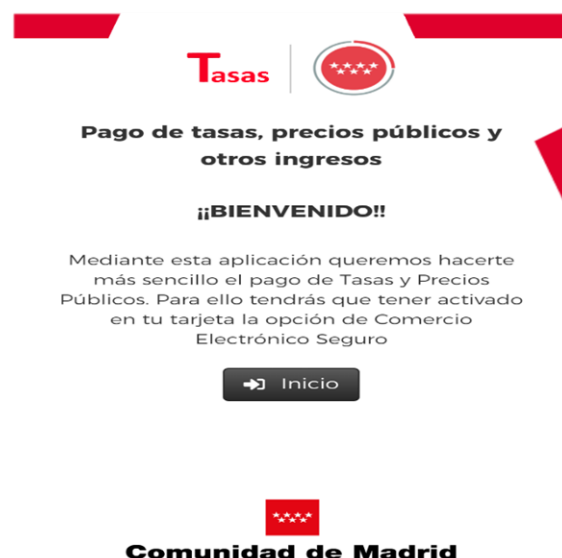 Tasas
Pago de tasas, precios públicos y
otros ingresos
¡¡BIENVENIDO!!
Mediante esta aplicación queremos hacerte
más sencillo el pago de Tasas y Precios
Públicos. Para ello tendrás que tener activado
en tu tarjeta la opción de Comercio
Electrónico Seguro
Inicio
Comunidad de Madrid